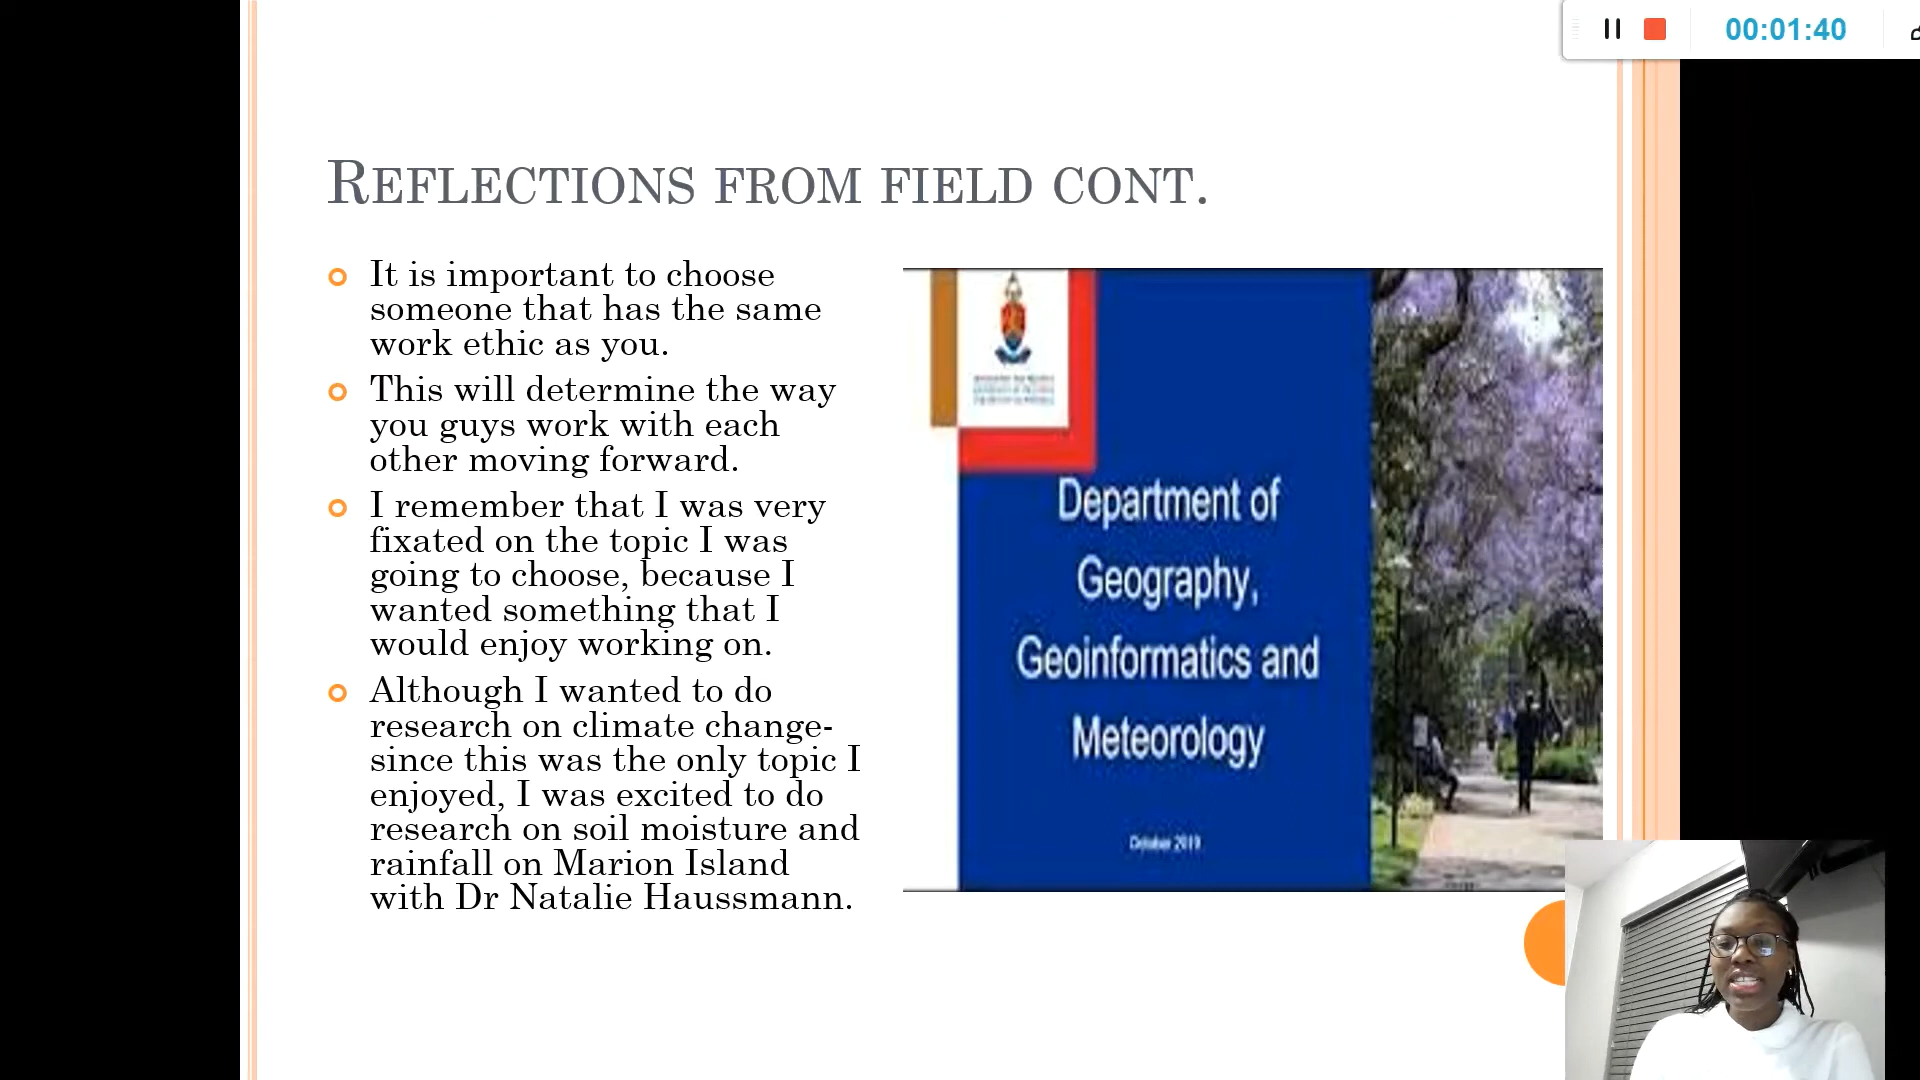 00:01:40
REFLECTIONS FROM FIELD CONT.
It is important to choose
someone that has the same
work ethic as you.
This will determine the way
you guys work with each
other moving forward.
I remember that I was very
fixated on the topic I was
going to choose, because I
wanted something that I
would enjoy working on.
Although I wanted to do
research on climate change-
since this was the only topic I
enjoyed, I was excited to do
research on soil moisture and
rainfall on Marion Island
with Dr Natalie Haussmann.
Department of
Geography,
Geoinformatics and
Meteorology
October 2019